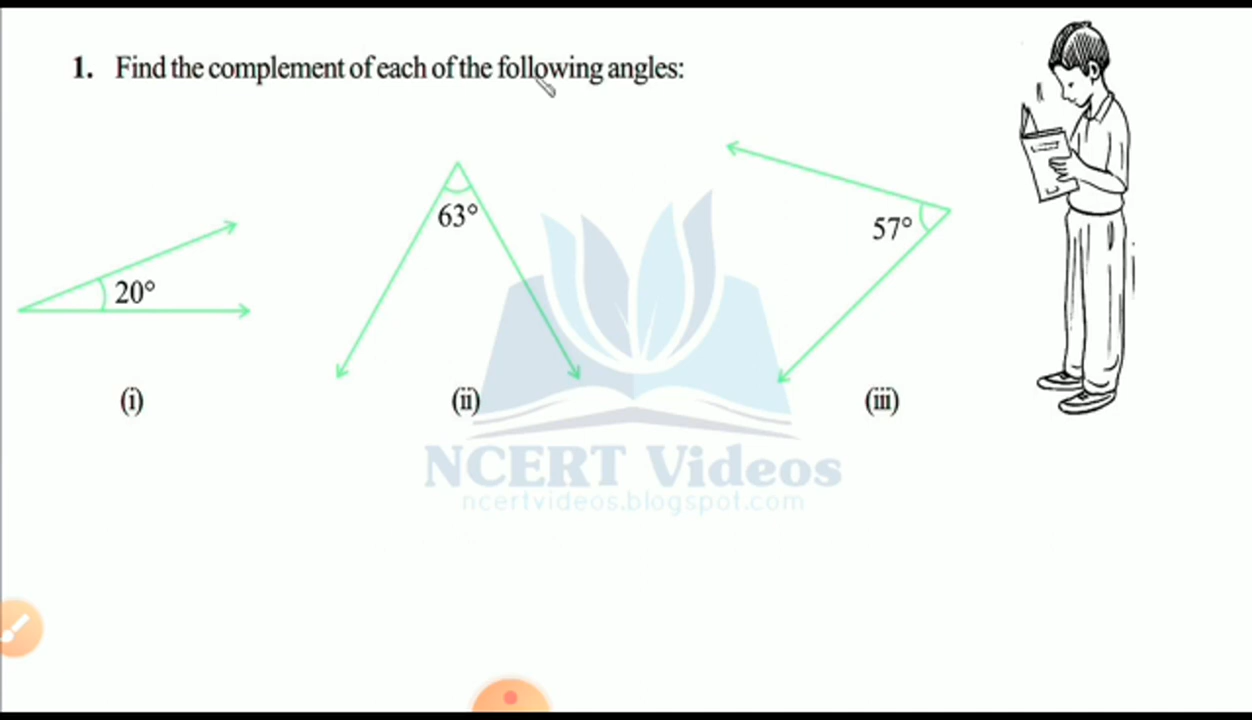 1. Find the complement of each of the following angles:
20°
63°
57°
(i)
(ii)
(iii)
NCERT Videos
ncertvideos.blogspot.com